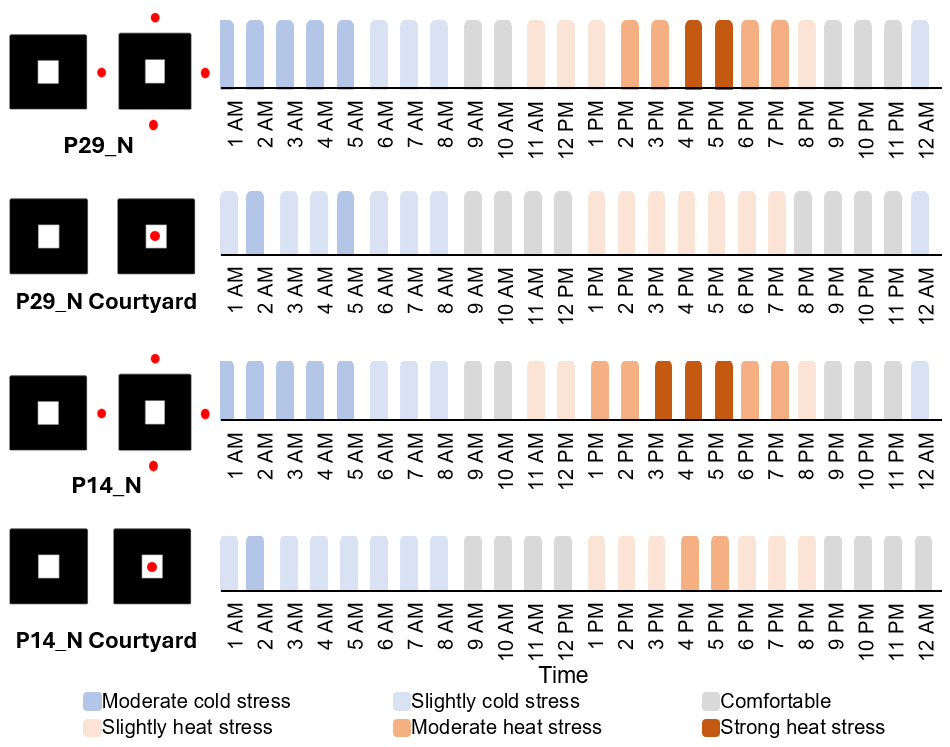 1 AM 2 AM 3 AM 4 AM 5 AM 6 AM 7 AM 8 AM 9 AM 10 AM 11 AM 12 PM 1 PM 2 PM 3 PM 4 PM 5 PM 6 PM 7 PM 8 PM 9 PM 10 PM 11 PM 12 AM
P29_N
1 AM 2 AM 3 AM 4 AM 5 AM 6 AM 7 AM 8 AM 9 AM 10 AM 11 AM 12 PM 1 PM 2 PM 3 PM 4 PM 5 PM 6 PM 7 PM 8 PM 9 PM 10 PM 11 PM 12 AM
P29_N Courtyard
1 AM 2 AM 3 AM 4 AM 5 AM 6 AM 7 AM 8 AM 9 AM 10 AM 11 AM 12 PM 1 PM 2 PM 3 PM 4 PM 5 PM 6 PM 7 PM 8 PM 9 PM 10 PM 11 PM 12 AM
P14_N
1 AM 2 AM 3 AM 4 AM 5 AM 6 AM 7 AM 8 AM 9 AM 10 AM 11 AM 12 PM 1 PM 2 PM 3 PM 4 PM 5 PM 6 PM 7 PM 8 PM 9 PM 10 PM 11 PM 12 AM
P14_N Courtyard
Time
Moderate cold stress Slightly cold stress Comfortable
Slightly heat stress Moderate heat stress Strong heat stress